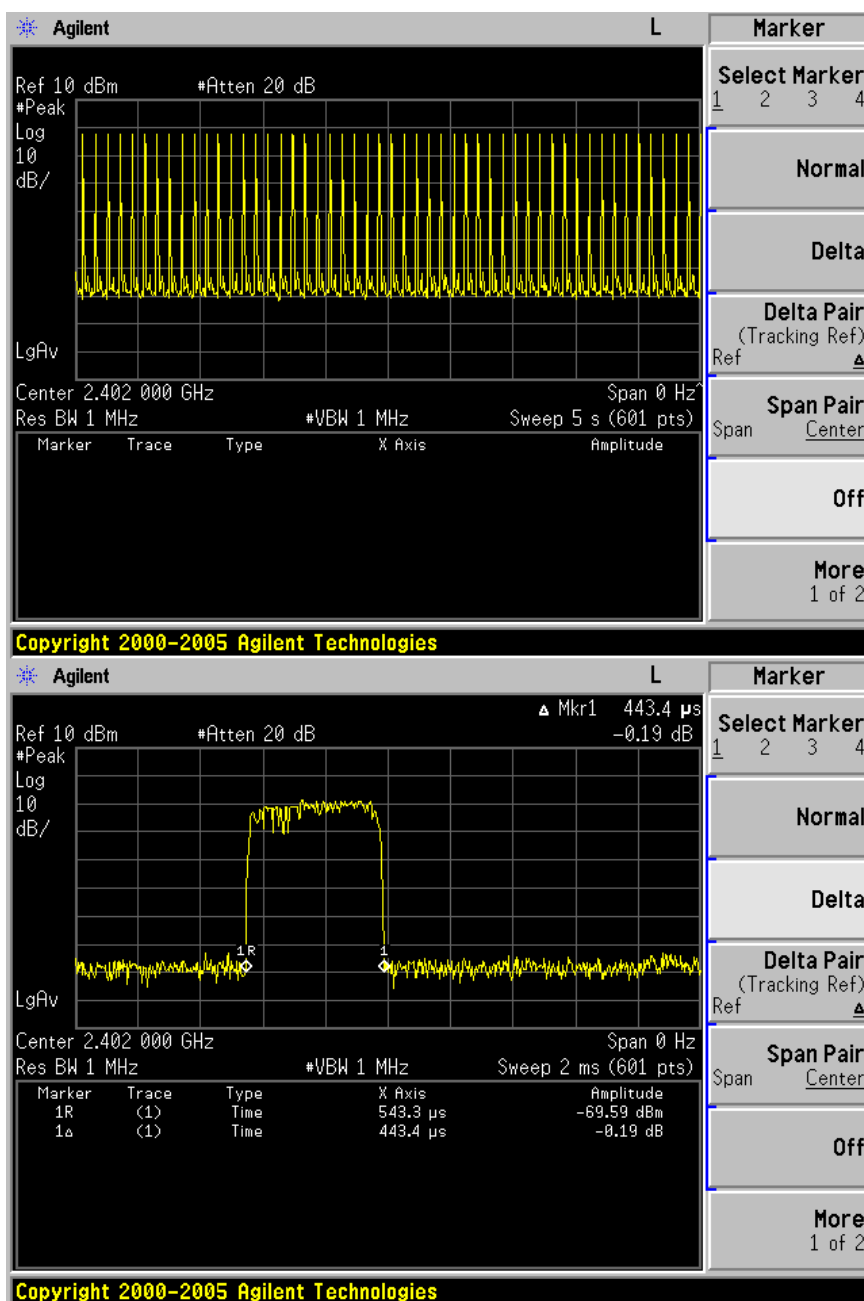 Agilent L Marker
Ref 10 dBm #Atten 20 dB
#Peak
Log
10
dB/
LgAv
Center 2.402 000 GHz Span 0 Hz^
Res BW 1 MHz #VBW 1 MHz Sweep 5 s (601 pts)
Marker Trace Type X Axis Amplitude
Select Marker
1 2 3 4
Normal
Delta
Delta Pair
(Tracking Ref)
Ref Δ
Span Pair
Span Center
Off
More
1 of 2
Copyright 2000-2005 Agilent Technologies
Agilent L Marker
Δ Mkr1 443.4 µs
Ref 10 dBm #Atten 20 dB -0.19 dB
#Peak
Log
10
dB/
1R 1
LgAv
Center 2.402 000 GHz Span 0 Hz
Res BW 1 MHz #VBW 1 MHz Sweep 2 ms (601 pts)
Marker Trace Type X Axis Amplitude
1R (1) Time 543.3 µs -69.59 dBm
1Δ (1) Time 443.4 µs -0.19 dB
Select Marker
1 2 3 4
Normal
Delta
Delta Pair
(Tracking Ref)
Ref Δ
Span Pair
Span Center
Off
More
1 of 2
Copyright 2000-2005 Agilent Technologies